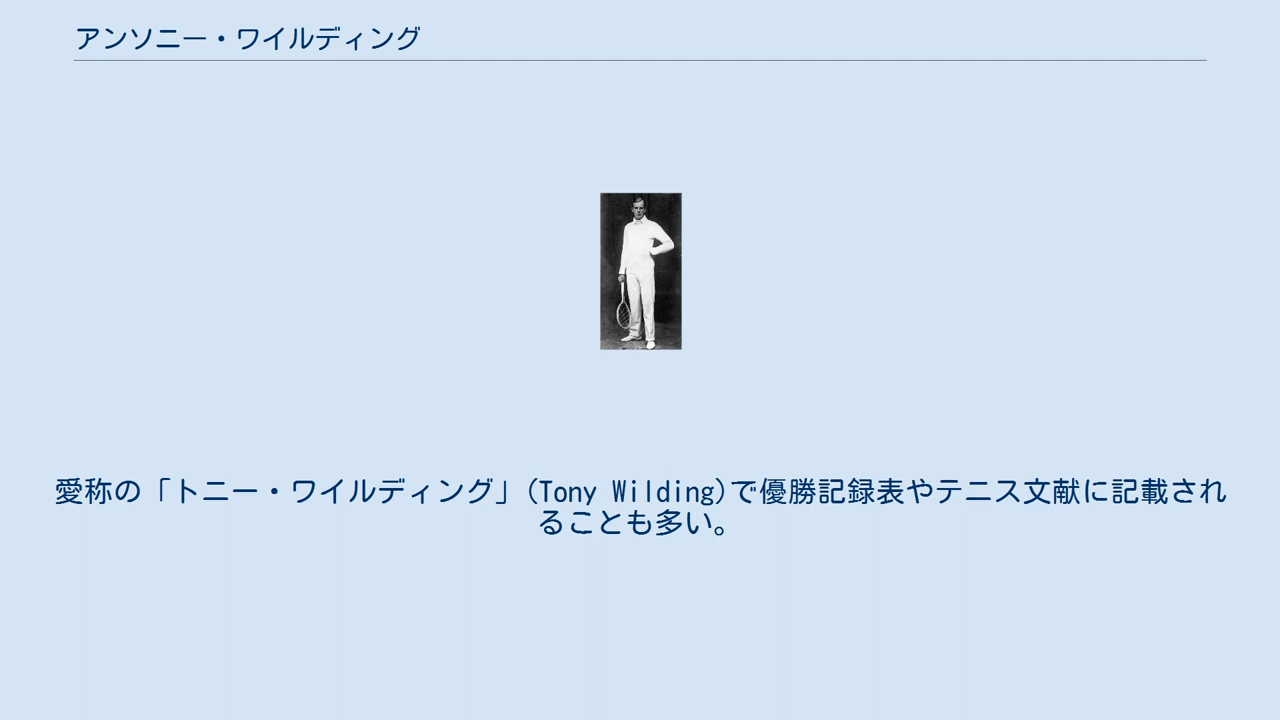 アンソニー・ワイルディング
愛称の「トニー・ワイルディング」(Tony Wilding)で優勝記録表やテニス文献に記載され
ることも多い。